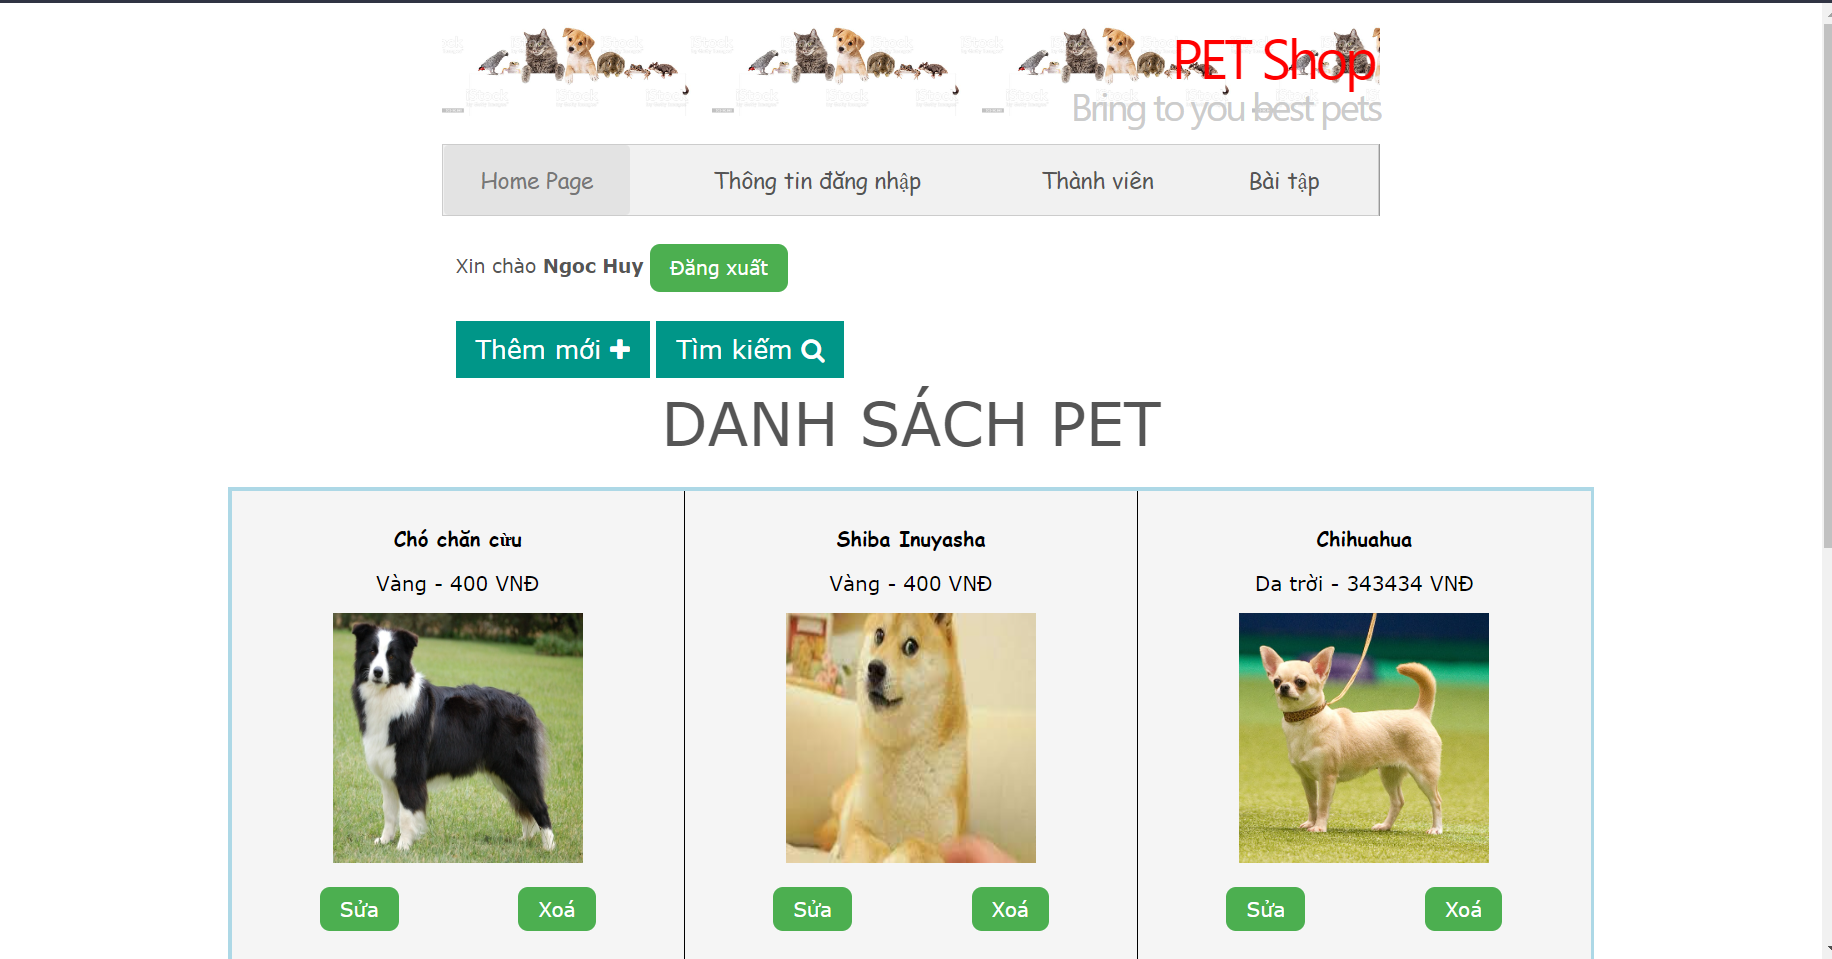 PET Shop
Bring to you best pets
Home Page Thông tin đăng nhập Thành viên Bài tập
Xin chào Ngoc Huy Đăng xuất
Thêm mới Tìm kiếm
DANH SÁCH PET
Chó chăn cừu Shiba Inuyasha Chihuahua
Vàng - 400 VNĐ Vàng - 400 VNĐ Da trời - 343434 VNĐ
Sửa Xoá Sửa Xoá Sửa Xoá